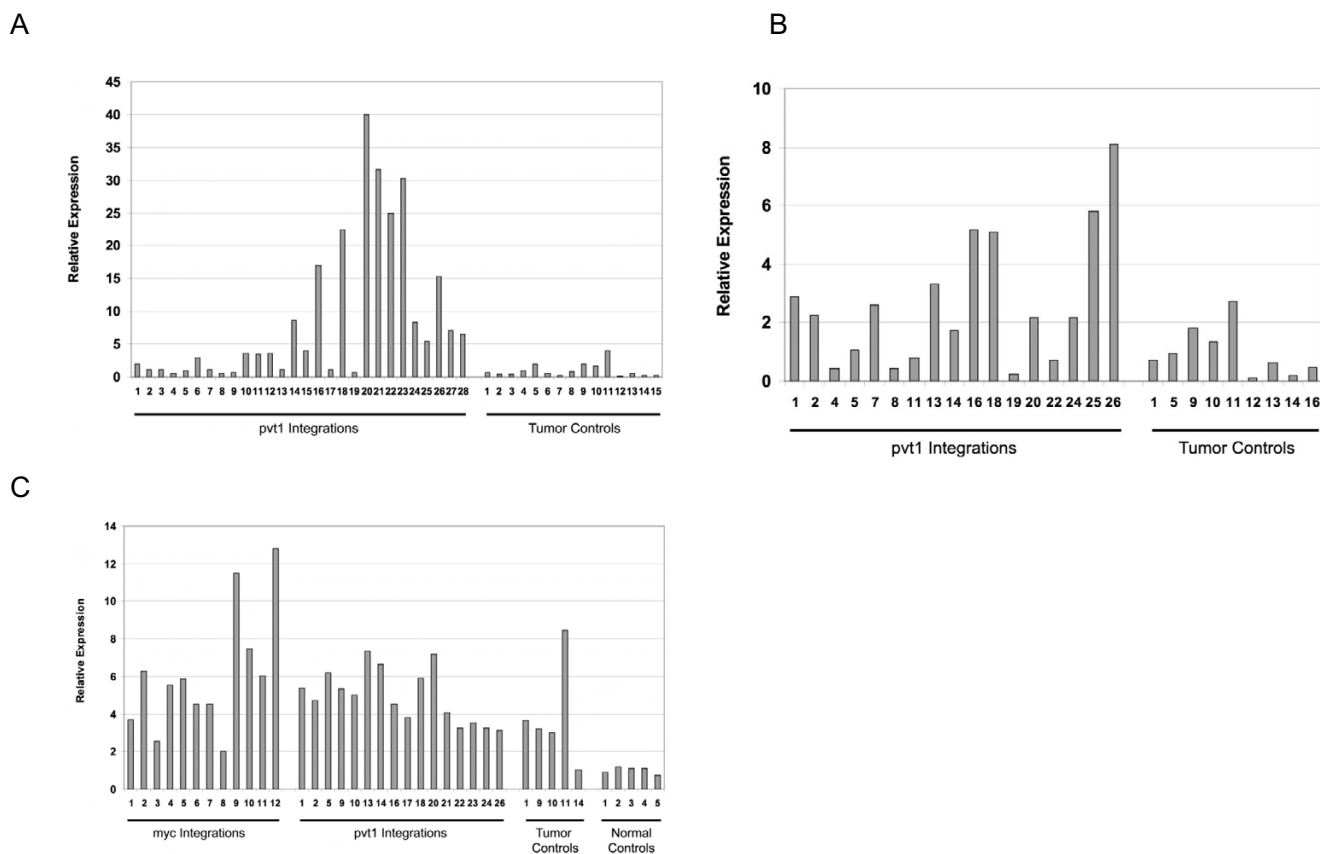 A
B
45
40
35
30
25
20
15
10
5
0
Relative Expression
1 2 3 4 5 6 7 8 9 10 11 12 13 14 15 16 17 18 19 20 21 22 23 24 25 26 27 28 1 2 3 4 5 6 7 8 9 10 11 12 13 14 15
pvt1 Integrations Tumor Controls
10
8
6
4
2
0
Relative Expression
1 2 4 5 7 8 11 13 14 16 18 19 20 22 24 25 26 1 5 9 10 11 12 13 14 16
pvt1 Integrations Tumor Controls
C
14
12
10
8
6
4
2
0
Relative Expression
1 2 3 4 5 6 7 8 9 10 11 12 1 2 5 9 10 13 14 16 17 18 20 21 22 23 24 26 1 9 10 11 14 1 2 3 4 5
myc Integrations pvt1 Integrations Tumor Normal
Controls Controls